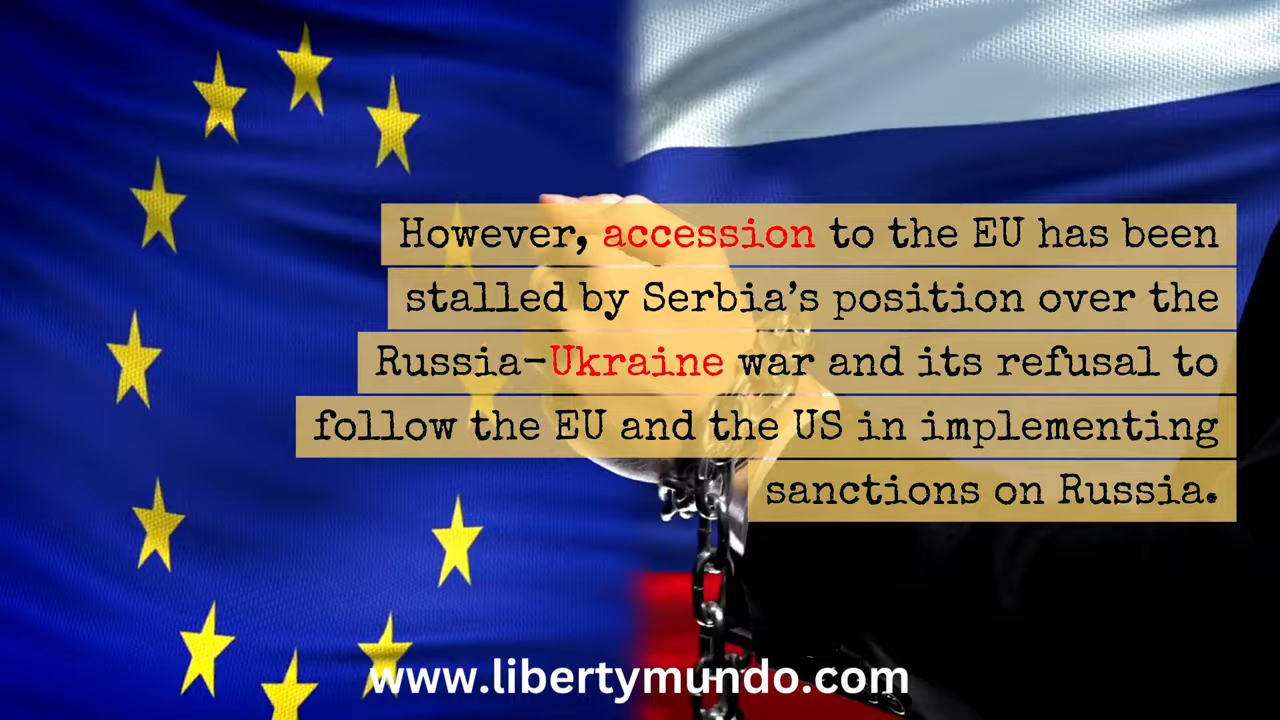 However, accession to the EU has been
stalled by Serbia’s position over the
Russia-Ukraine war and its refusal to
follow the EU and the US in implementing
sanctions on Russia.
www.libertymundo.com